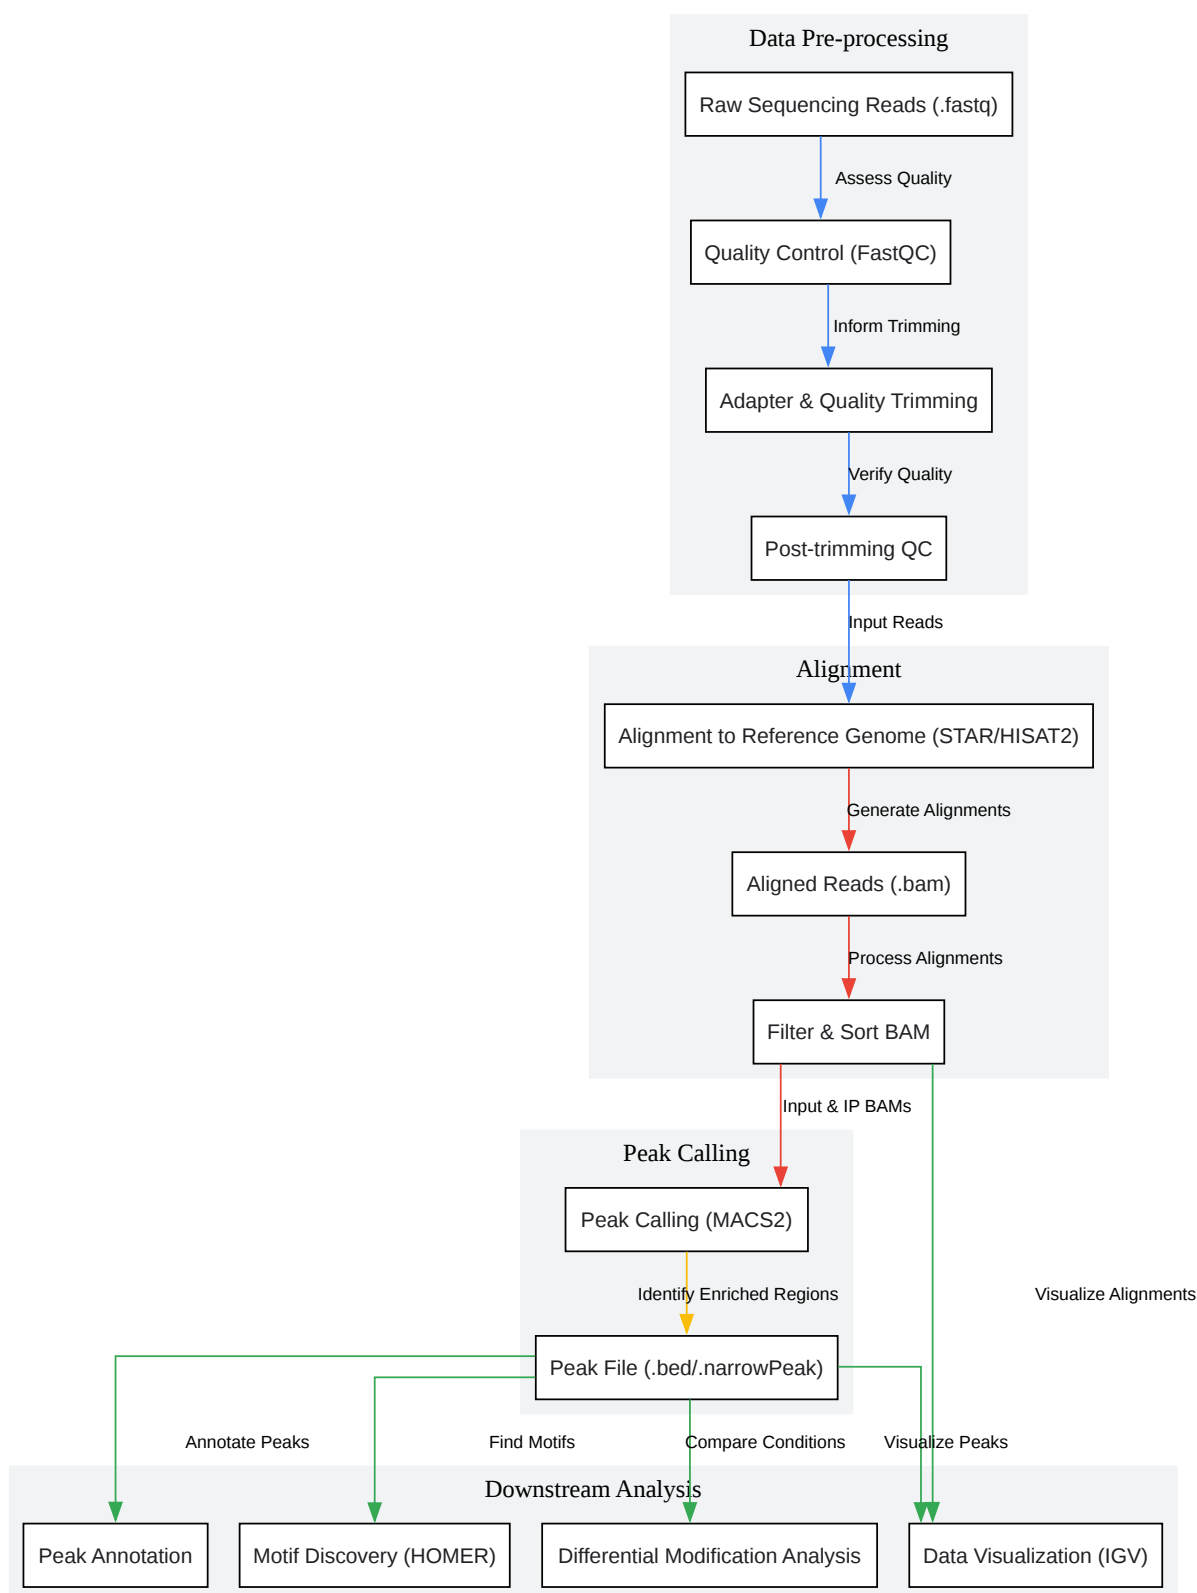 Data Pre-processing
Raw Sequencing Reads (.fastq)
Assess Quality
Quality Control (FastQC)
Inform Trimming
Adapter & Quality Trimming
Verify Quality
Post-trimming QC
Input Reads
Alignment
Alignment to Reference Genome (STAR/HISAT2)
Generate Alignments
Aligned Reads (.bam)
Process Alignments
Filter & Sort BAM
Input & IP BAMs
Peak Calling
Peak Calling (MACS2)
Identify Enriched Regions
Visualize Alignments
Peak File (.bed/.narrowPeak)
Annotate Peaks
Find Motifs
Compare Conditions
Visualize Peaks
Downstream Analysis
Peak Annotation
Motif Discovery (HOMER)
Differential Modification Analysis
Data Visualization (IGV)